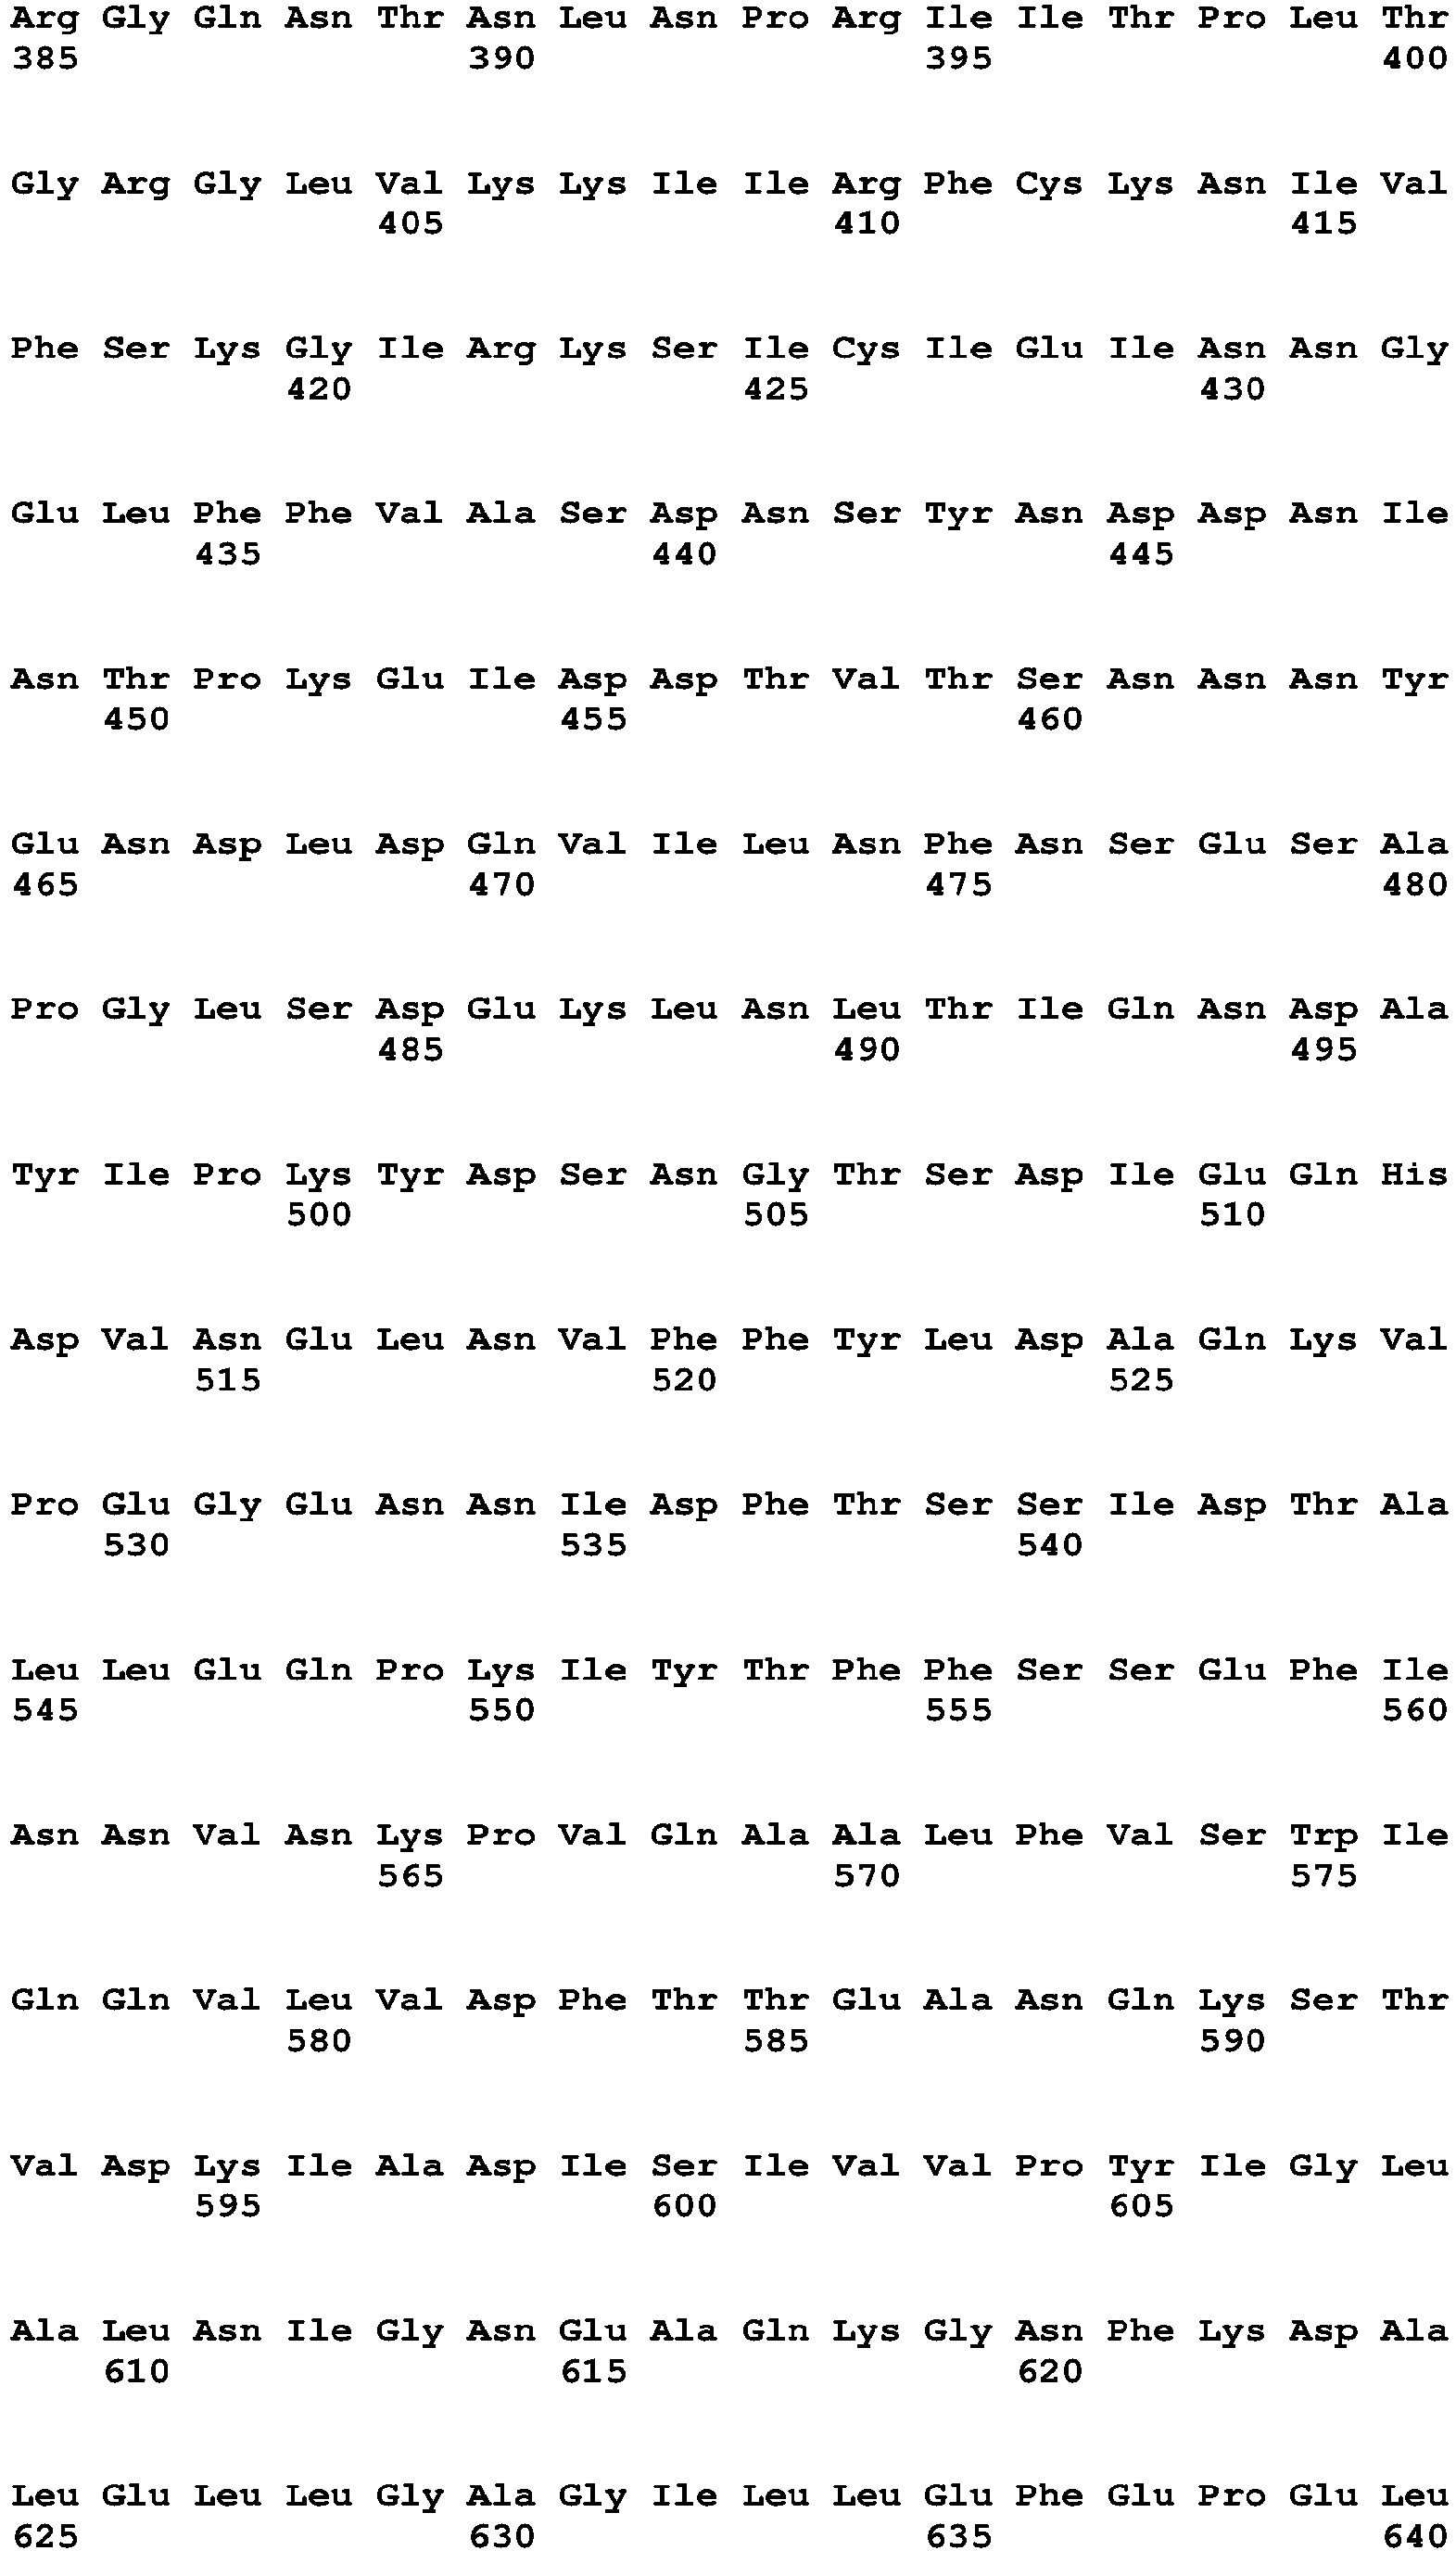 Arg Gly Gln Asn Thr Asn Leu Asn Pro Arg Ile Ile Thr Pro Leu Thr
385 390 395 400
Gly Arg Gly Leu Val Lys Lys Ile Ile Arg Phe Cys Lys Asn Ile Val
405 410 415
Phe Ser Lys Gly Ile Arg Lys Ser Ile Cys Ile Glu Ile Asn Asn Gly
420 425 430
Glu Leu Phe Phe Val Ala Ser Asp Asn Ser Tyr Asn Asp Asp Asn Ile
435 440 445
Asn Thr Pro Lys Glu Ile Asp Asp Thr Val Thr Ser Asn Asn Asn Tyr
450 455 460
Glu Asn Asp Leu Asp Gln Val Ile Leu Asn Phe Asn Ser Glu Ser Ala
465 470 475 480
Pro Gly Leu Ser Asp Glu Lys Leu Asn Leu Thr Ile Gln Asn Asp Ala
485 490 495
Tyr Ile Pro Lys Tyr Asp Ser Asn Gly Thr Ser Asp Ile Glu Gln His
500 505 510
Asp Val Asn Glu Leu Asn Val Phe Phe Tyr Leu Asp Ala Gln Lys Val
515 520 525
Pro Glu Gly Glu Asn Asn Ile Asp Phe Thr Ser Ser Ile Asp Thr Ala
530 535 540
Leu Leu Glu Gln Pro Lys Ile Tyr Thr Phe Phe Ser Ser Glu Phe Ile
545 550 555 560
Asn Asn Val Asn Lys Pro Val Gln Ala Ala Leu Phe Val Ser Trp Ile
565 570 575
Gln Gln Val Leu Val Asp Phe Thr Thr Glu Ala Asn Gln Lys Ser Thr
580 585 590
Val Asp Lys Ile Ala Asp Ile Ser Ile Val Val Pro Tyr Ile Gly Leu
595 600 605
Ala Leu Asn Ile Gly Asn Glu Ala Gln Lys Gly Asn Phe Lys Asp Ala
610 615 620
Leu Glu Leu Leu Gly Ala Gly Ile Leu Leu Glu Phe Glu Pro Glu Leu
625 630 635 640